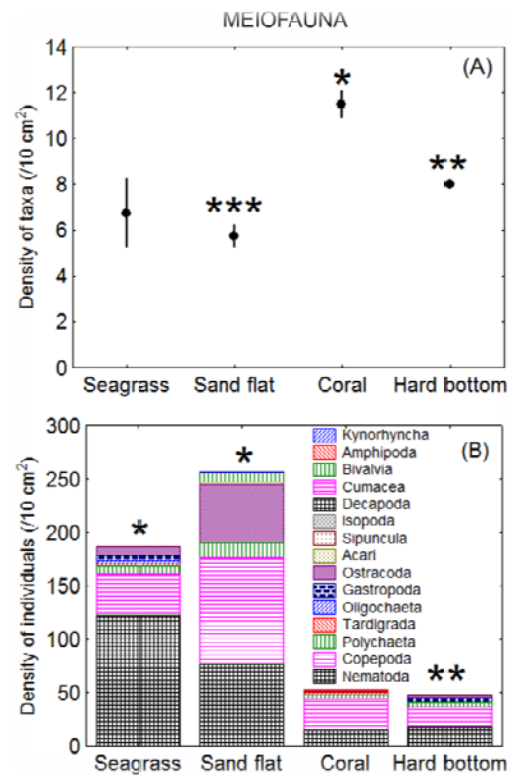 MEIOFAUNA
(A)
Density of taxa (/10 cm²)
14
12
10
8
6
4
2
0
*
**
***
Seagrass Sand flat Coral Hard bottom
(B)
Density of individuals (/10 cm²)
300
250
200
150
100
50
0
*
*
**
Kynorhyncha
Amphipoda
Bivalvia
Cumacea
Decapoda
Isopoda
Sipuncula
Acari
Ostracoda
Gastropoda
Oligochaeta
Tardigrada
Polychaeta
Copepoda
Nematoda
Seagrass Sand flat Coral Hard bottom